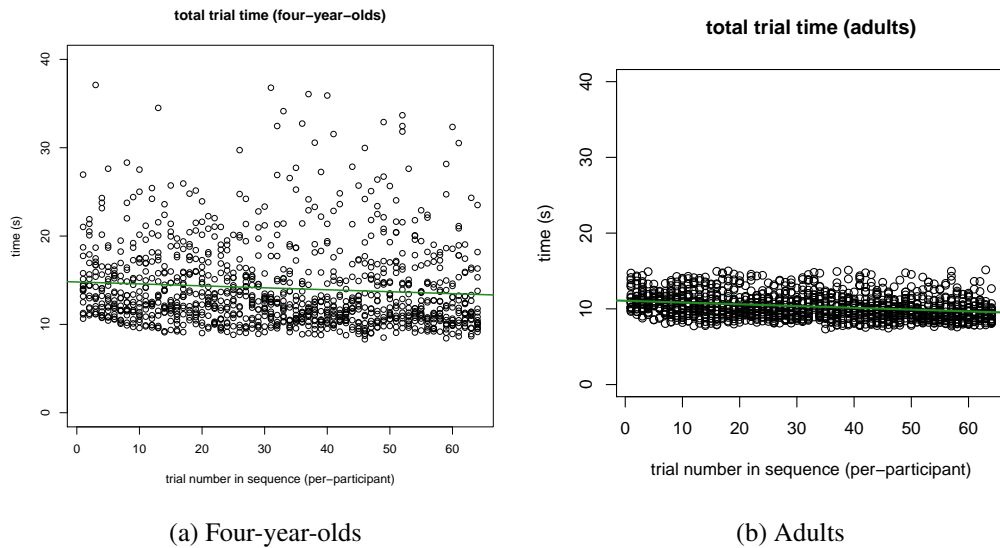 total trial time (four−year−olds)
40
30
20
10
0
time (s)
0 10 20 30 40 50 60
trial number in sequence (per−participant)
(a) Four-year-olds
total trial time (adults)
40
30
20
10
0
time (s)
0 10 20 30 40 50 60
trial number in sequence (per−participant)
(b) Adults